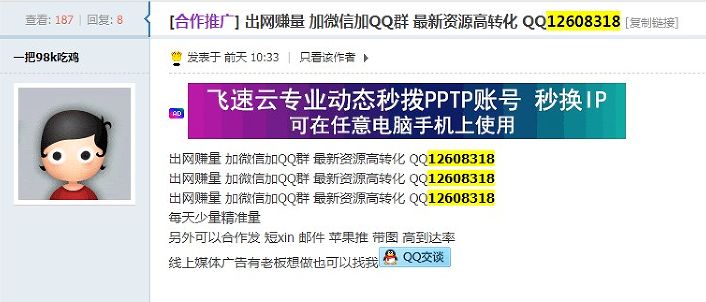 查看: 187 | 回复: 8
[合作推广] 出网赚量 加微信加QQ群 最新资源高转化 QQ12608318 [复制链接]
一把98k吃鸡
发表于 前天 10:33 | 只看该作者
AD
飞速云专业动态秒拨PPTP账号 秒换IP
可在任意电脑手机上使用
出网赚量 加微信加QQ群 最新资源高转化 QQ12608318
出网赚量 加微信加QQ群 最新资源高转化 QQ12608318
出网赚量 加微信加QQ群 最新资源高转化 QQ12608318
每天少量精准量
另外可以合作发 短xin 邮件 苹果推 带图 高到达率
线上媒体广告有老板想做也可以找我 QQ交谈